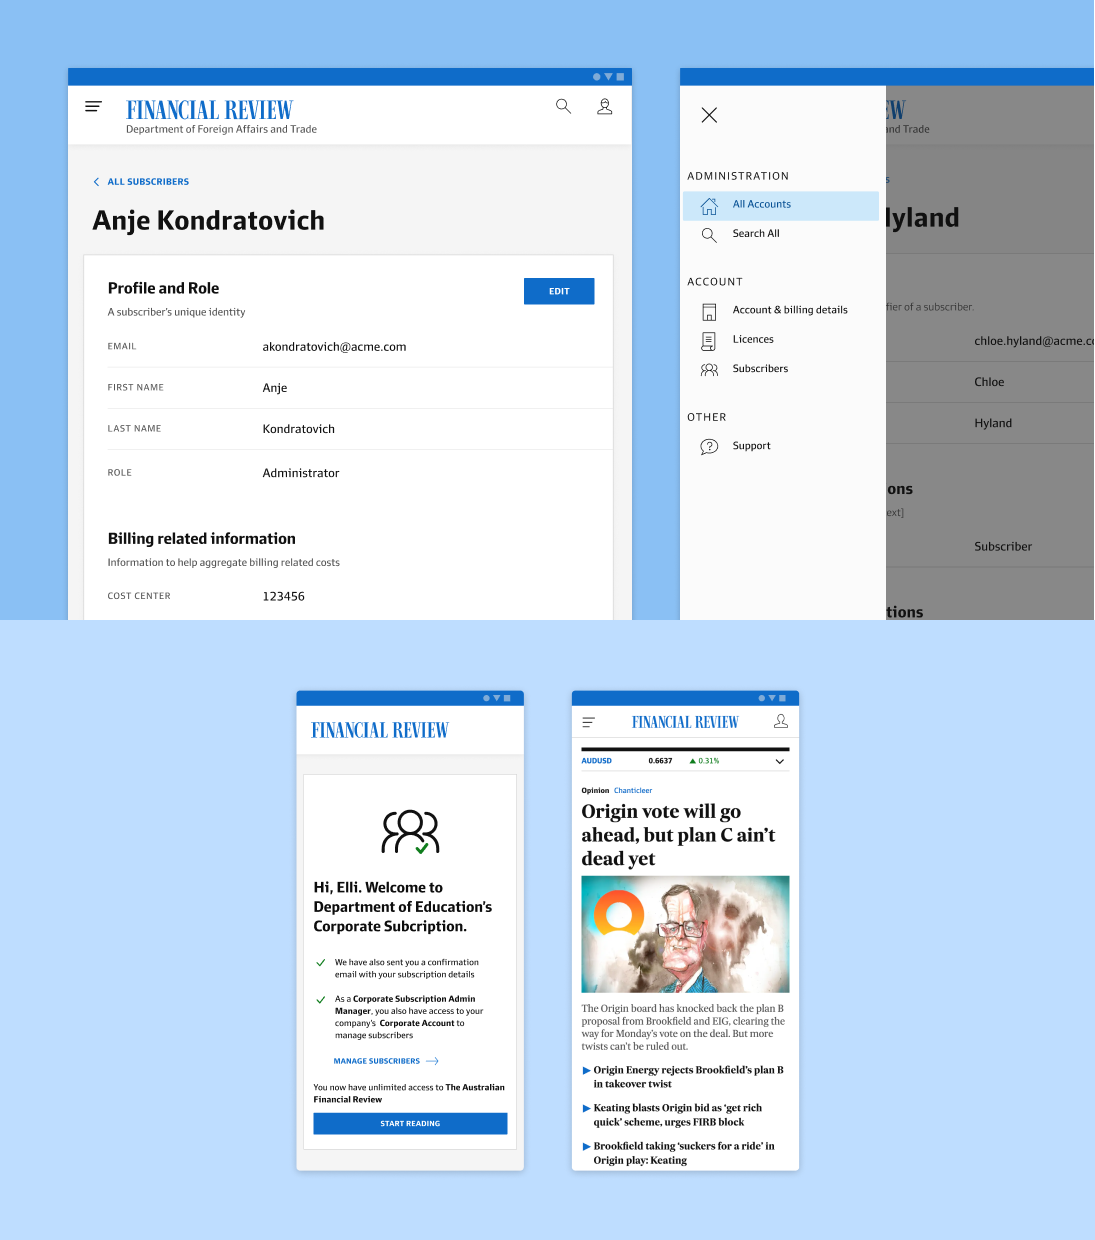 FINANCIAL REVIEW
Department of Foreign Affairs and Trade
ALL SUBSCRIBERS
Anje Kondratovich
Profile and Role
EDIT
A subscriber's unique identity
EMAIL akondratovich@acme.com
FIRST NAME Anje
LAST NAME Kondratovich
ROLE Administrator
Billing related information
Information to help aggregate billing related costs
COST CENTER 123456
ADMINISTRATION
All Accounts
Search All
ACCOUNT
Account & billing details
Licences
Subscribers
OTHER
Support
W
and Trade
S
Hyland
fier of a subscriber.
chloe.hyland@acme.co
Chloe
Hyland
ons
ext]
Subscriber
tions
FINANCIAL REVIEW
Hi, Elli. Welcome to
Department of Education's
Corporate Subcription.
We have also sent you a confirmation
email with your subscription details
As a Corporate Subscription Admin
Manager, you also have access to your
company's Corporate Account to
manage subscribers
MANAGE SUBSCRIBERS
You now have unlimited access to The Australian
Financial Review
START READING
FINANCIAL REVIEW
AUDUSD 0.6637 ▲ 0.31%
Opinion Chanticleer
Origin vote will go
ahead, but plan C ain't
dead yet
The Origin board has knocked back the plan B
proposal from Brookfield and EIG, clearing the
way for Monday's vote on the deal. But more
twists can't be ruled out.
Origin Energy rejects Brookfield's plan B
in takeover twist
Keating blasts Origin bid as 'get rich
quick' scheme, urges FIRB block
Brookfield taking 'suckers for a ride' in
Origin play: Keating